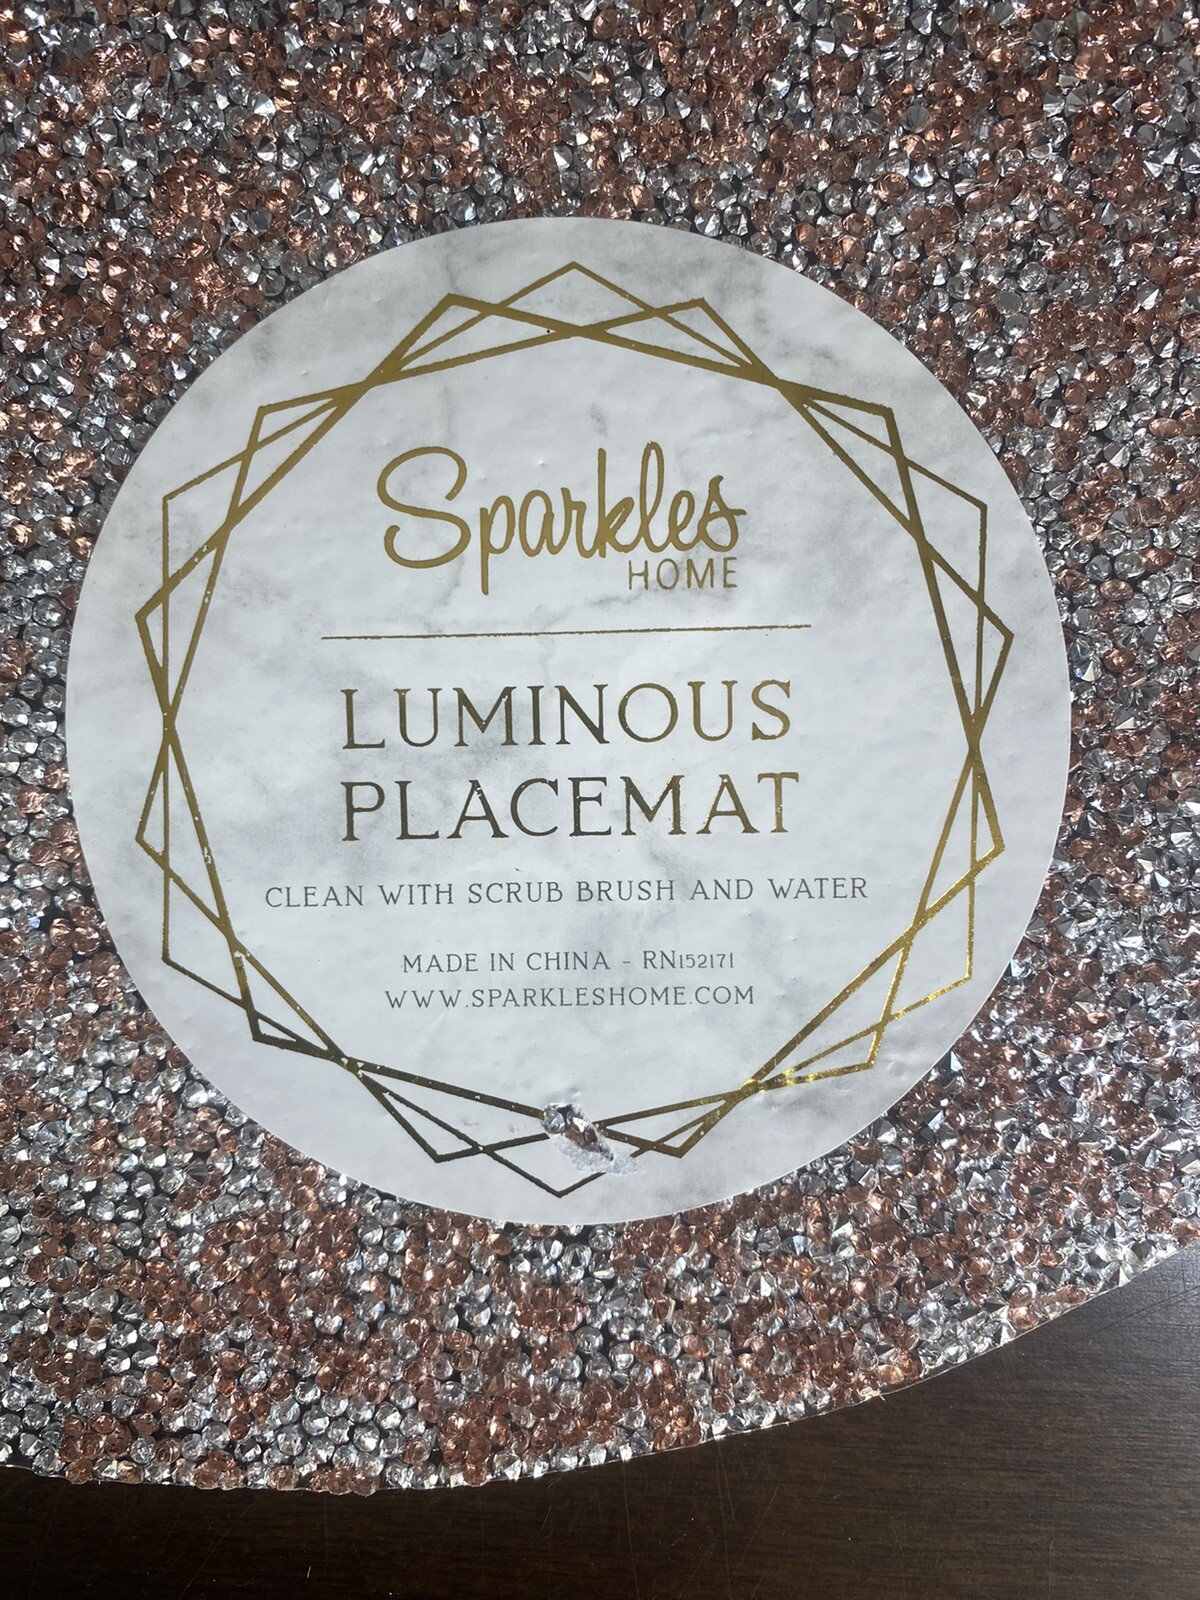 Sparkles
HOME
LUMINOUS
PLACEMAT
CLEAN WITH SCRUB BRUSH AND WATER
MADE IN CHINA - RN152171
WWW.SPARKLESHOME.COM